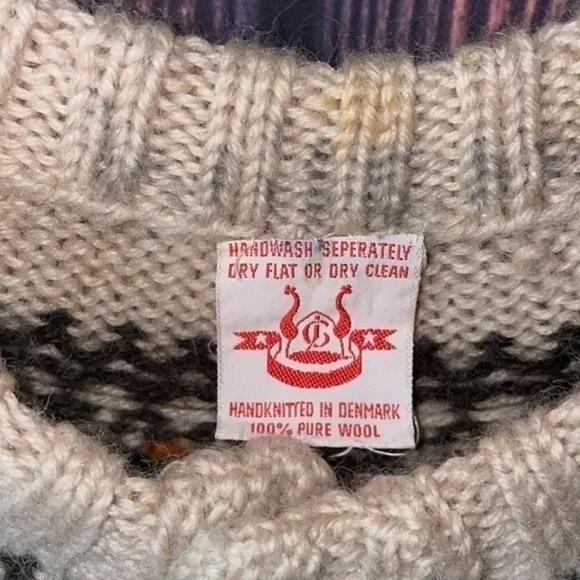 HANDWASH SEPERATELY
DRY FLAT OR DRY CLEAN
HANDKNITTED IN DENMARK
100% PURE WOOL